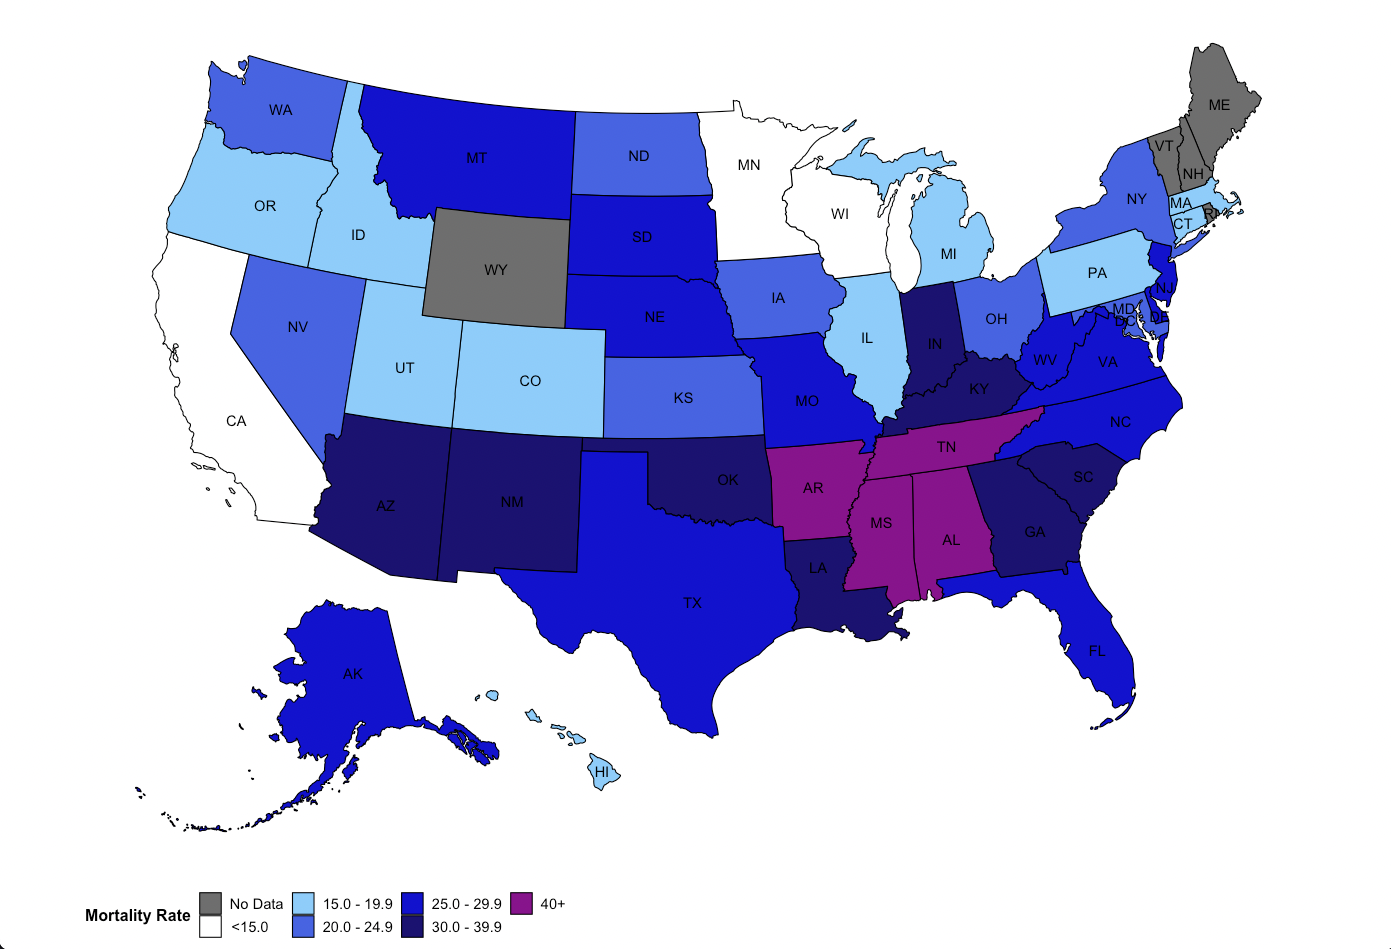 ME
WA
VT
ND
MT
MN
NH
NY
MA
OR
RI
WI
CT
ID
SD
MI
WY
PA
NJ
IA
MD
NE
NV
DC
DE
OH
IL
IN
WV
VA
UT
CO
KY
KS
MO
CA
NC
TN
OK
SC
AR
NM
AZ
MS
GA
AL
LA
TX
FL
AK
HI
Mortality Rate
No Data
15.0 - 19.9
25.0 - 29.9
40+
<15.0
20.0 - 24.9
30.0 - 39.9